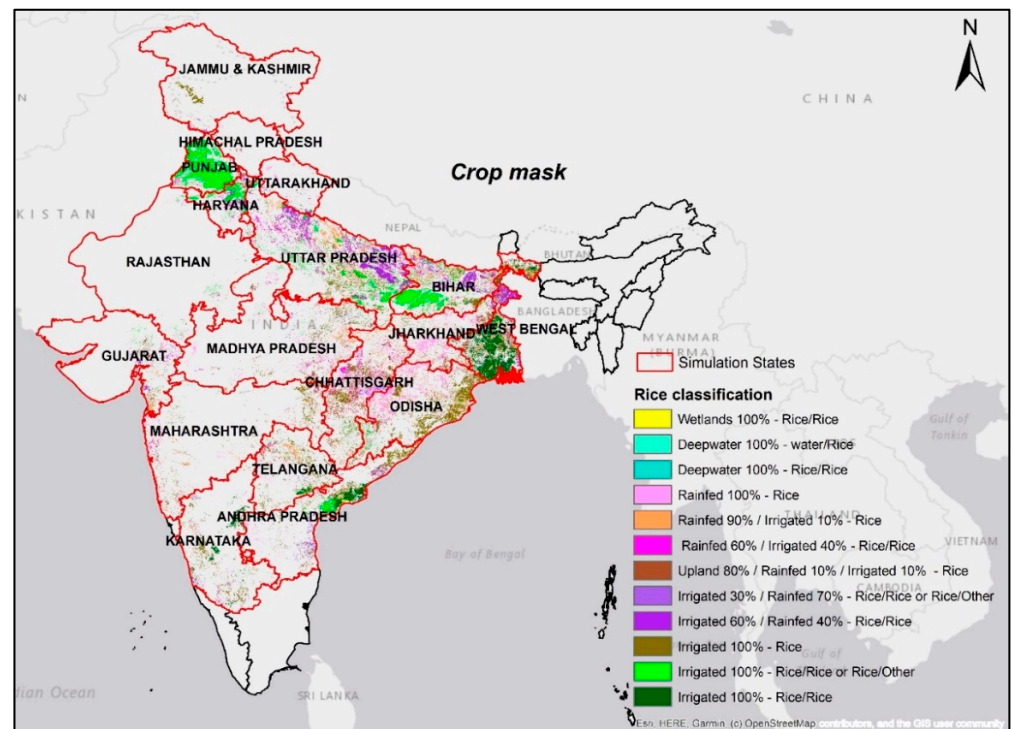 N
JAMMU & KASHMIR
CHINA
N
HIMACHAL PRADESH
PUNJAB
Crop mask
UTTARAKHAND
HARYANA
KISTAN
NEPAL
UTTAR PRADESH
BHUTAN
RAJASTHAN
BIHAR
BANGLADESH
INDIA
JHARKHAND
WEST BENGAL
MYANMAR
(BURMA)
GUJARAT
MADHYA PRADESH
Simulation States
CHHATTISGARH
Rice classification
ODISHA
Wetlands 100% - Rice/Rice
Gulf of
Tonkin
MAHARASHTRA
Deepwater 100% - water/Rice
TELANGANA
Deepwater 100% - Rice/Rice
Rainfed 100% - Rice
ANDHRA PRADESH
THAILAND
Rainfed 90% / Irrigated 10% - Rice
KARNATAKA
VIETNAM
Rainfed 60% / Irrigated 40% - Rice/Rice
Bay of Bengal
Upland 80% / Rainfed 10% / Irrigated 10% - Rice
CAMBODIA
Irrigated 30% / Rainfed 70% - Rice/Rice or Rice/Other
Irrigated 60% / Rainfed 40% - Rice/Rice
Irrigated 100% - Rice
Gulf of
Irrigated 100% - Rice/Rice or Rice/Other
dian Ocean
SRI LANKA
Irrigated 100% - Rice/Rice
Esri, HERE, Garmin, (c) OpenStreetMap contributors, and the GIS user community